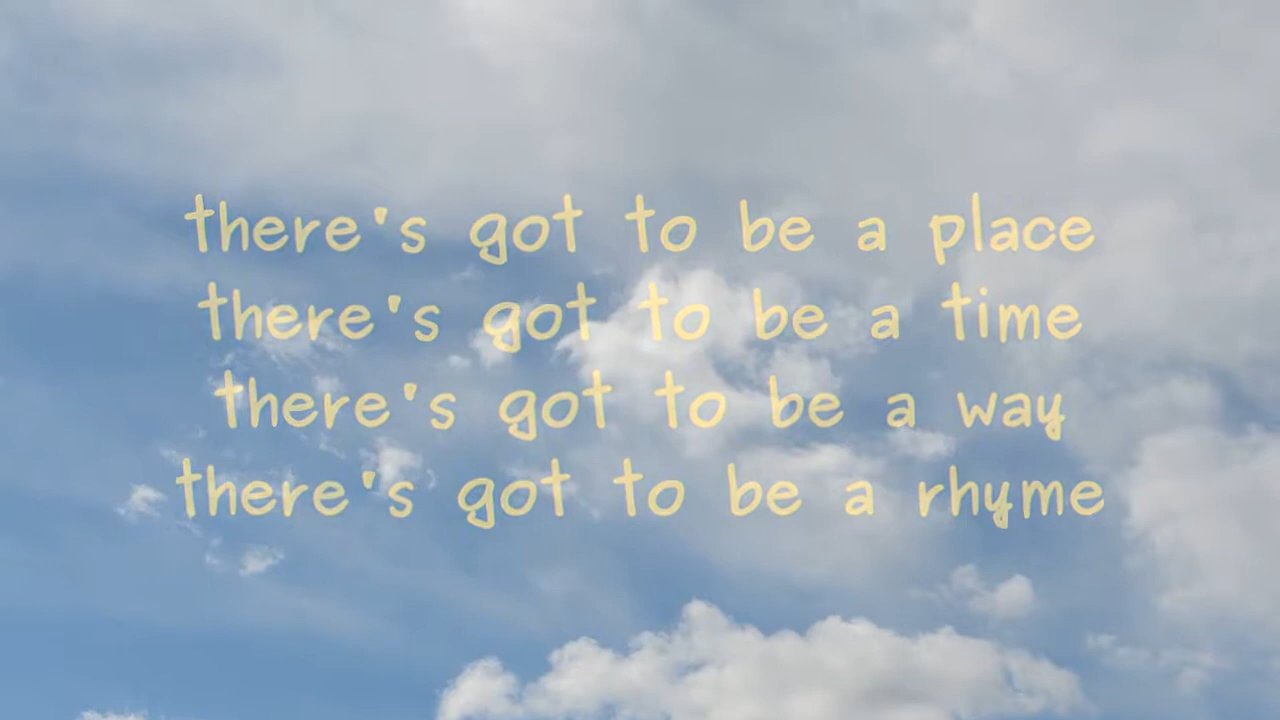 there's got to be a place
there's got to be a time
there's got to be a way
there's got to be a rhyme